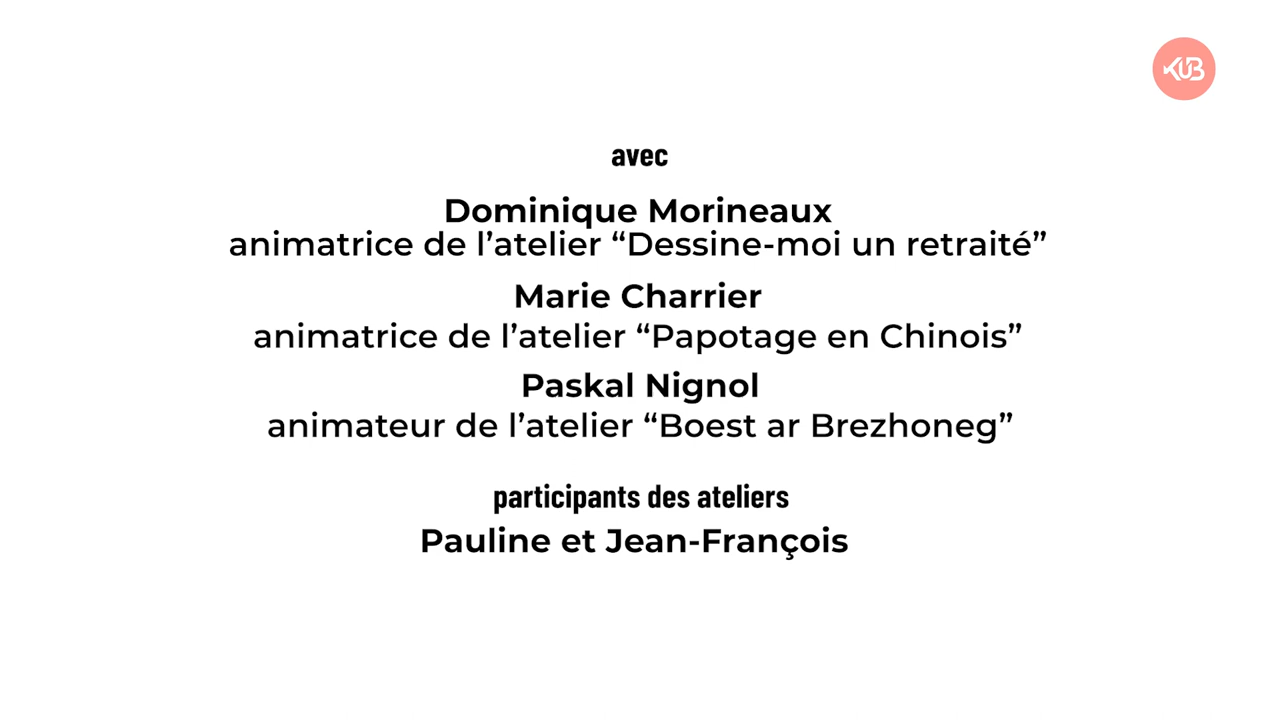 KUB
avec
Dominique Morineaux
animatrice de l’atelier “Dessine-moi un retraité”
Marie Charrier
animatrice de l’atelier “Papotage en Chinois”
Paskal Nignol
animateur de l’atelier “Boest ar Brezhoneg”
participants des ateliers
Pauline et Jean-François